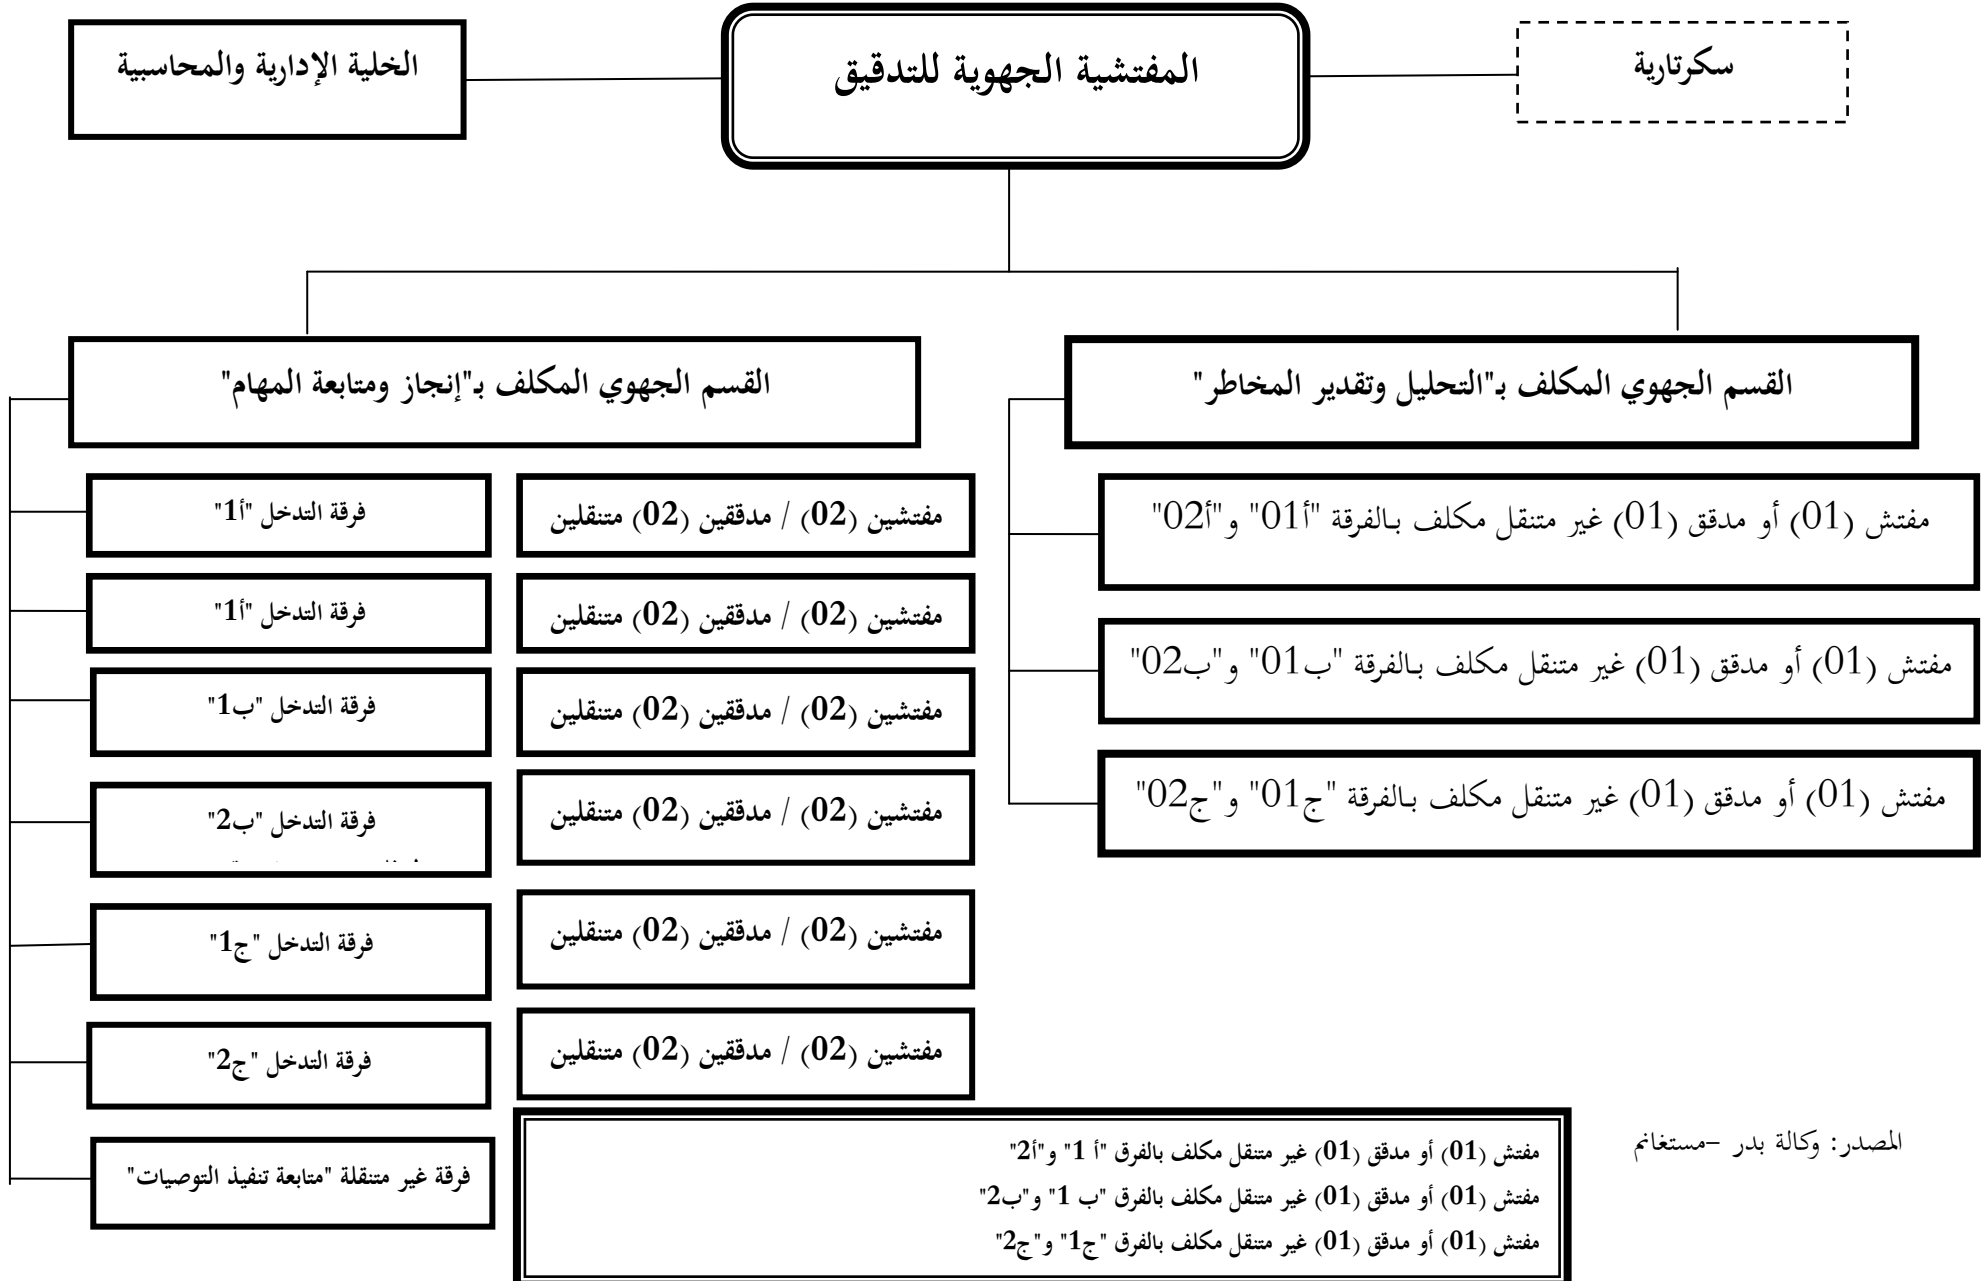 سكرتارية
المفتشية الجهوية للتدقيق
الخلية الإدارية والمحاسبية
القسم الجهوي المكلف بـ"التحليل وتقدير المخاطر"
مفتش (01) أو مدقق (01) غير متنقل مكلف بالفرقة "أ01" و"أ02"
مفتش (01) أو مدقق (01) غير متنقل مكلف بالفرقة "ب01" و"ب02"
مفتش (01) أو مدقق (01) غير متنقل مكلف بالفرقة "ج01" و"ج02"
القسم الجهوي المكلف بـ"إنجاز ومتابعة المهام"
مفتشين (02) / مدققين (02) متنقلين
فرقة التدخل "أ1"
مفتشين (02) / مدققين (02) متنقلين
فرقة التدخل "أ1"
مفتشين (02) / مدققين (02) متنقلين
فرقة التدخل "ب1"
مفتشين (02) / مدققين (02) متنقلين
فرقة التدخل "ب2"
مفتشين (02) / مدققين (02) متنقلين
فرقة التدخل "ج1"
مفتشين (02) / مدققين (02) متنقلين
فرقة التدخل "ج2"
مفتش (01) أو مدقق (01) غير متنقل مكلف بالفرق "أ 1" و"أ2"
مفتش (01) أو مدقق (01) غير متنقل مكلف بالفرق "ب 1" و"ب2"
مفتش (01) أو مدقق (01) غير متنقل مكلف بالفرق "ج1" و"ج2"
فرقة غير متنقلة "متابعة تنفيذ التوصيات"
المصدر: وكالة بدر –مستغانم